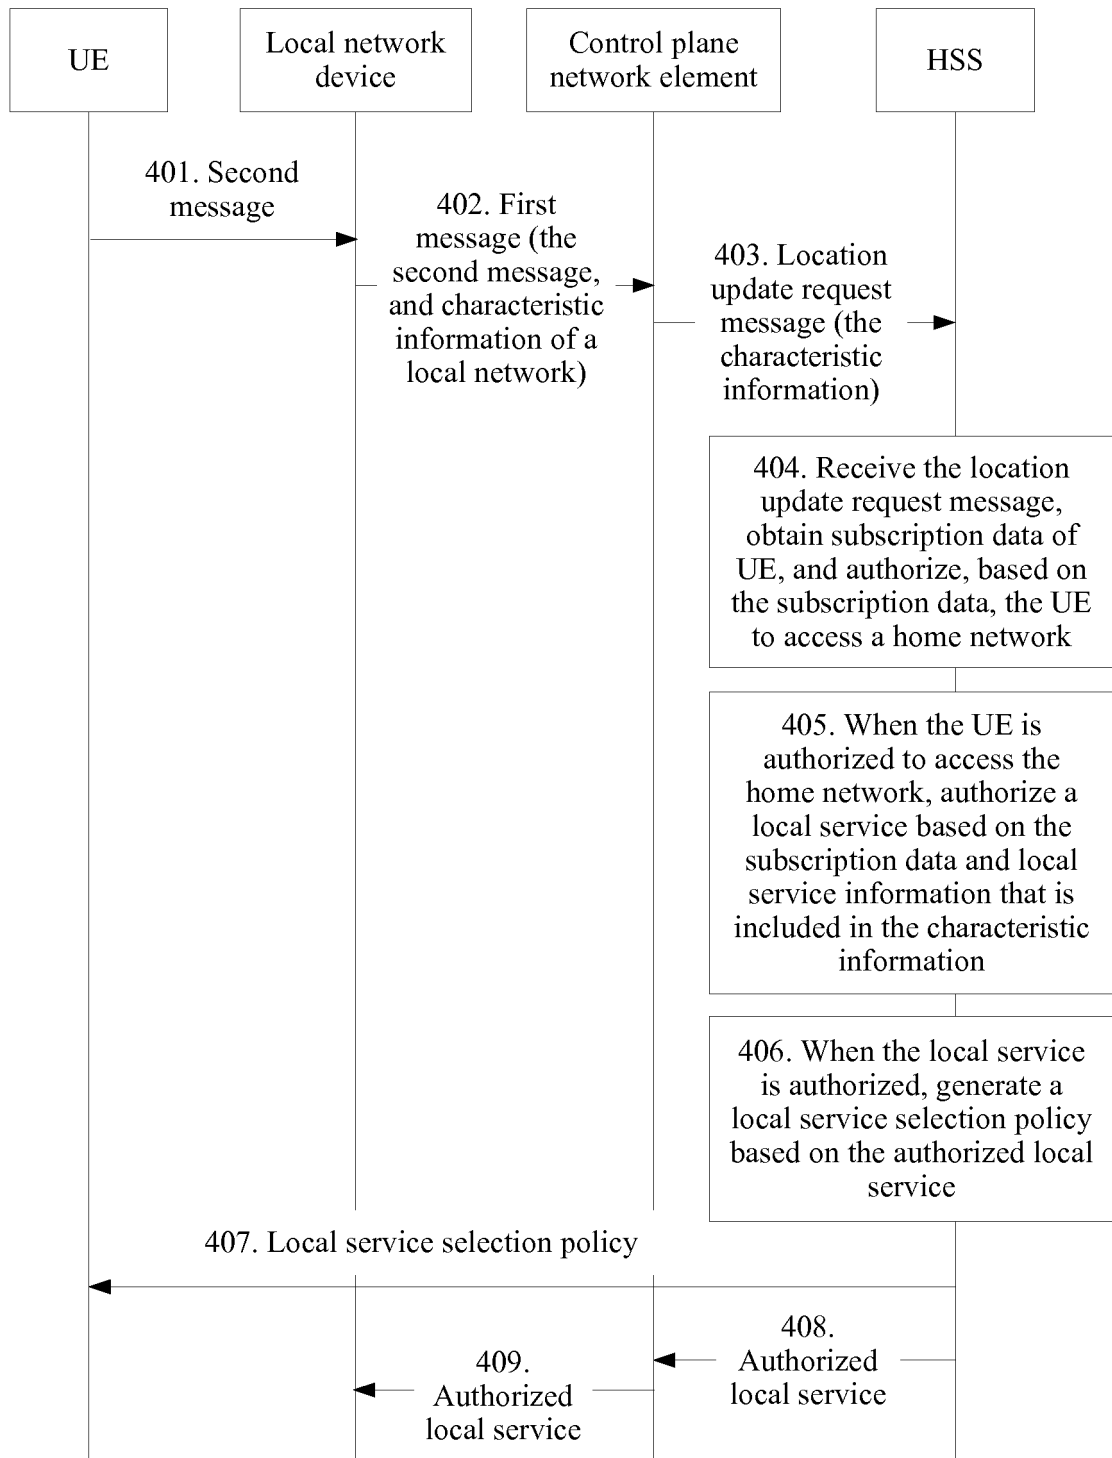 UE
Local network
device
Control plane
network element
HSS
401. Second
message
402. First
message (the
second message,
and characteristic
information of a
local network)
403. Location
update request
message (the
characteristic
information)
404. Receive the location
update request message,
obtain subscription data of
UE, and authorize, based on
the subscription data, the UE
to access a home network
405. When the UE is
authorized to access the
home network, authorize a
local service based on the
subscription data and local
service information that is
included in the characteristic
information
406. When the local service
is authorized, generate a
local service selection policy
based on the authorized local
service
407. Local service selection policy
408.
Authorized
local service
409.
Authorized
local service